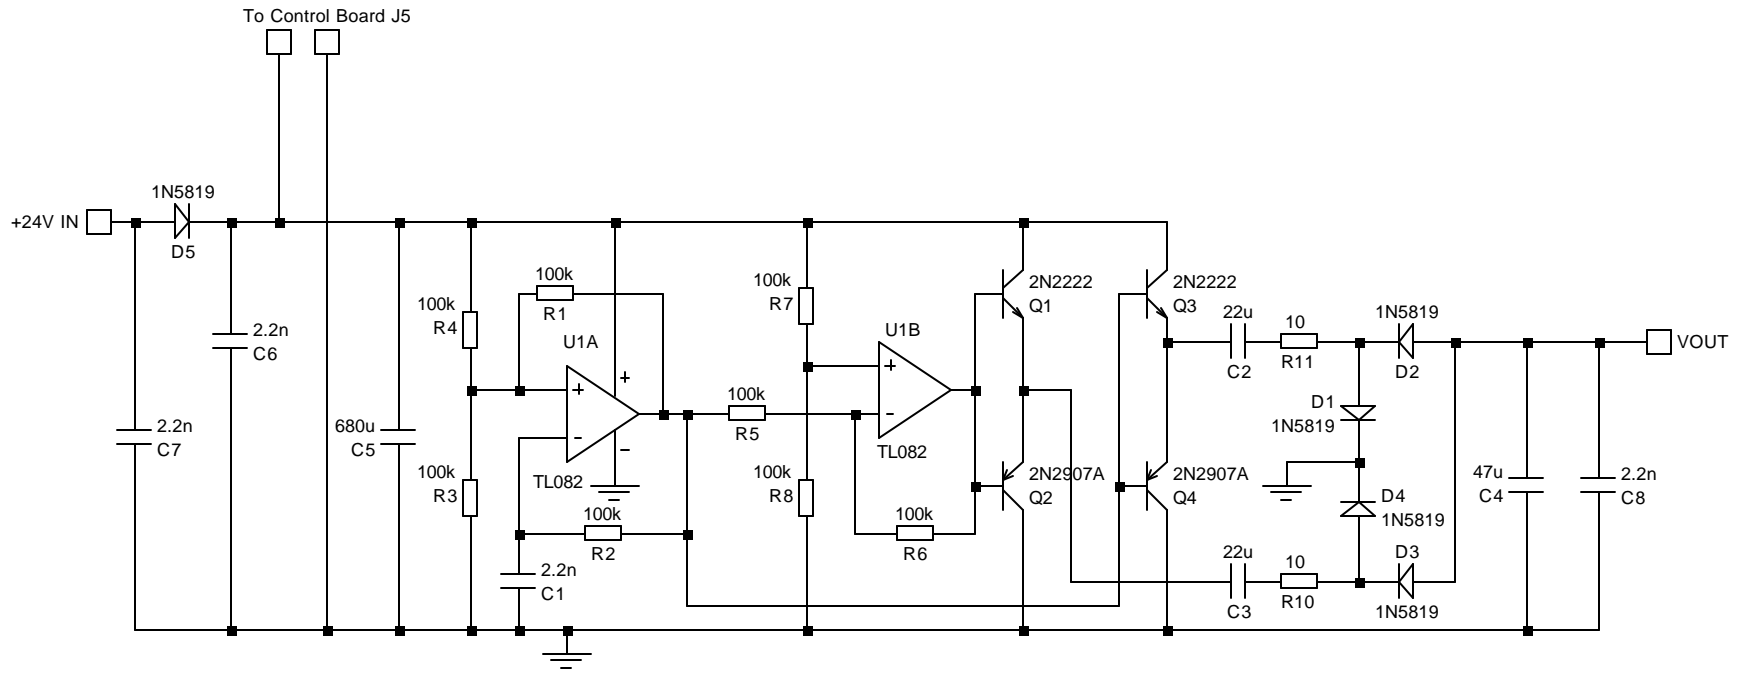 To Control Board J5
+24V IN
1N5819
D5
2.2n
C7
2.2n
C6
680u
C5
100k
R4
100k
R3
100k
R1
U1A
+
-
+
-
TL082
100k
R2
2.2n
C1
100k
R5
100k
R7
100k
R8
U1B
+
-
TL082
100k
R6
2N2222
Q1
2N2907A
Q2
2N2222
Q3
2N2907A
Q4
22u
C2
10
R11
1N5819
D2
D1
1N5819
D4
1N5819
22u
C3
10
R10
D3
1N5819
47u
C4
2.2n
C8
VOUT